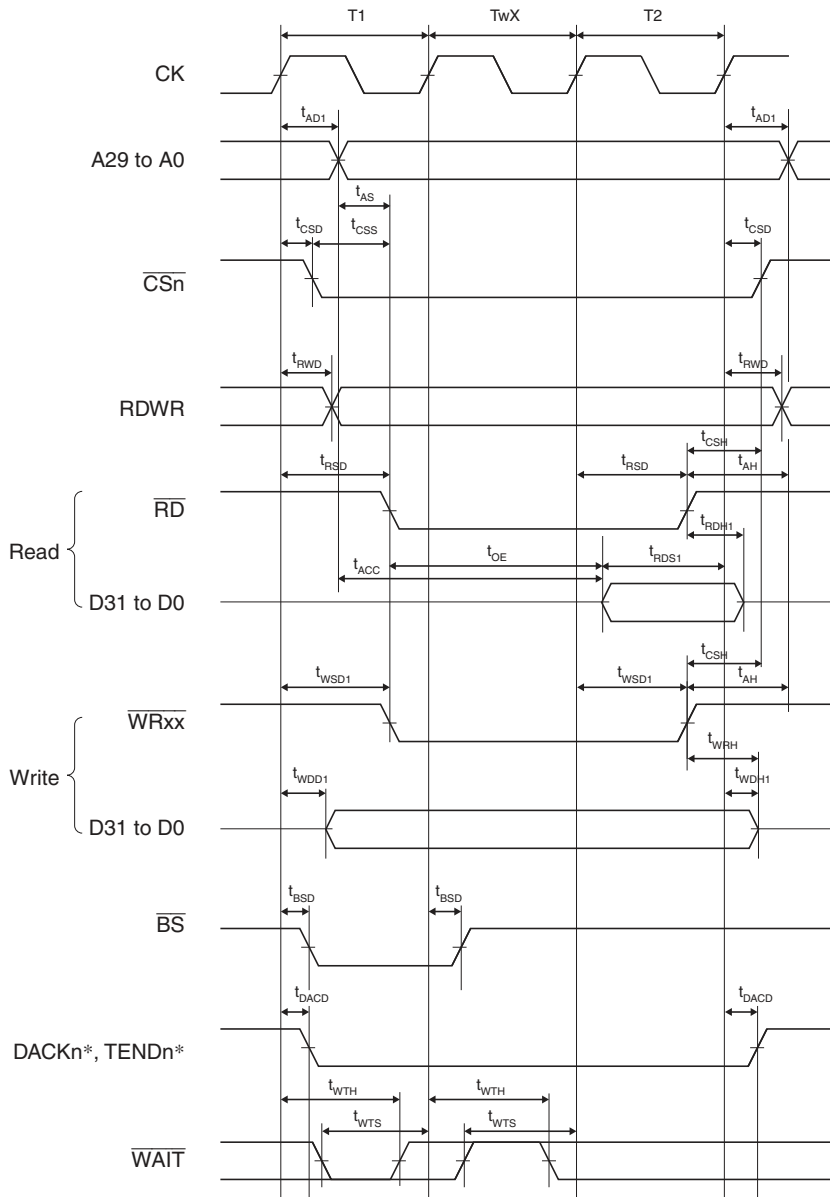 T1 TwX T2
CK
tAD1 tAD1
A29 to A0
tAS
tCSD tCSS tCSD
CSn
tRWD tRWD
RDWR
tCSH
tRSD tRSD tAH
RD
tRDH1
Read
tOE tRDS1
tACC
D31 to D0
tCSH
tWSD1 tWSD1 tAH
WRxx
tWRH
Write
tWDD1 tWDH1
D31 to D0
tBSD tBSD
BS
tDACD tDACD
DACKn*, TENDn*
tWTH tWTH
tWTS tWTS
WAIT